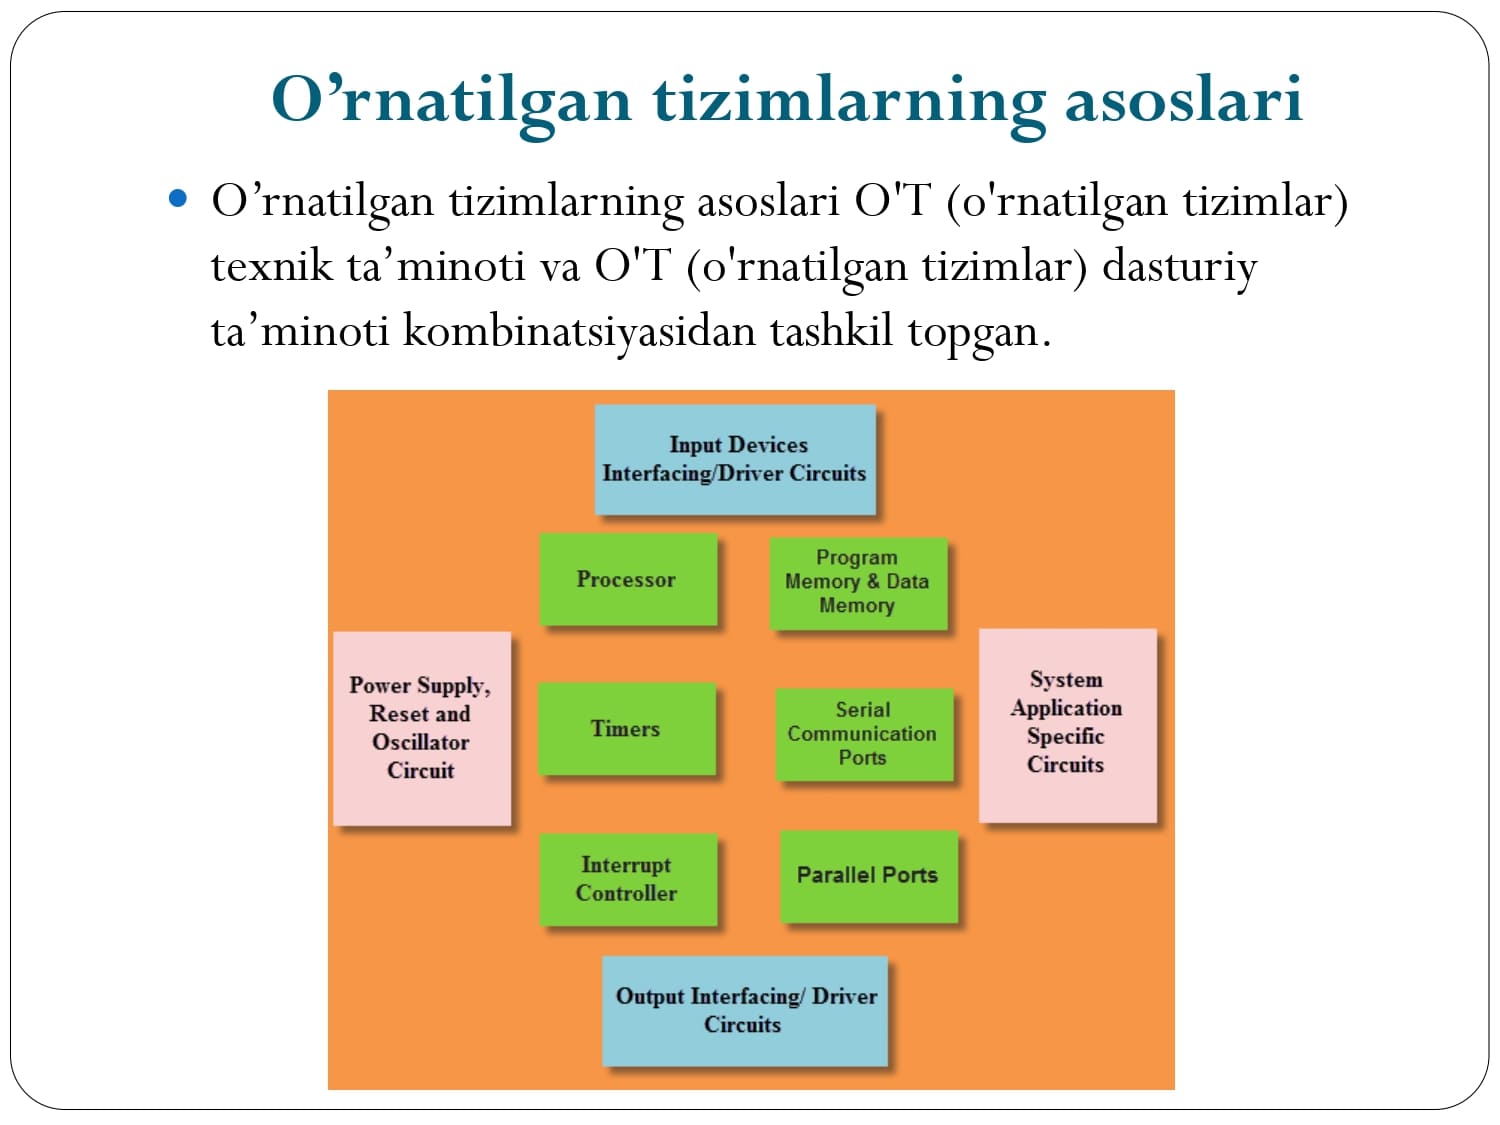 O’rnatilgan tizimlarning asoslari
O’rnatilgan tizimlarning asoslari O'T (o'rnatilgan tizimlar)
texnik ta’minoti va O'T (o'rnatilgan tizimlar) dasturiy
ta’minoti kombinatsiyasidan tashkil topgan.
Input Devices
Interfacing/Driver Circuits
Processor
Program
Memory & Data
Memory
Power Supply,
Reset and
Oscillator
Circuit
Timers
Serial
Communication
Ports
System
Application
Specific
Circuits
Interrupt
Controller
Parallel Ports
Output Interfacing/ Driver
Circuits